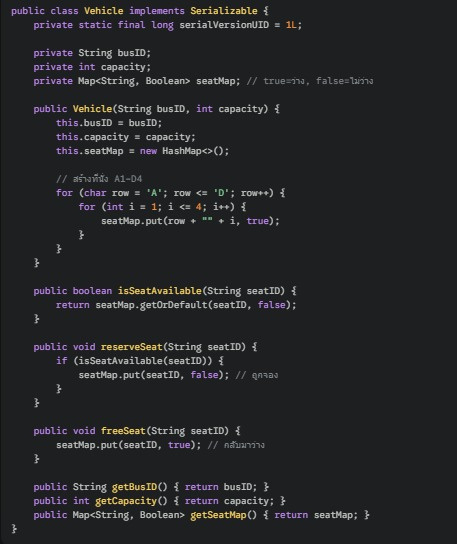 public class Vehicle implements Serializable {
    private static final long serialVersionUID = 1L;

    private String busID;
    private int capacity;
    private Map<String, Boolean> seatMap; // true=ว่าง, false=ไม่ว่าง

    public Vehicle(String busID, int capacity) {
        this.busID = busID;
        this.capacity = capacity;
        this.seatMap = new HashMap<>();

        // สร้างที่นั่ง A1-D4
        for (char row = 'A'; row <= 'D'; row++) {
            for (int i = 1; i <= 4; i++) {
                seatMap.put(row + "" + i, true);
            }
        }
    }

    public boolean isSeatAvailable(String seatID) {
        return seatMap.getOrDefault(seatID, false);
    }

    public void reserveSeat(String seatID) {
        if (isSeatAvailable(seatID)) {
            seatMap.put(seatID, false); // ถูกจอง
        }
    }

    public void freeSeat(String seatID) {
        seatMap.put(seatID, true); // กลับมาว่าง
    }

    public String getBusID() { return busID; }
    public int getCapacity() { return capacity; }
    public Map<String, Boolean> getSeatMap() { return seatMap; }
}